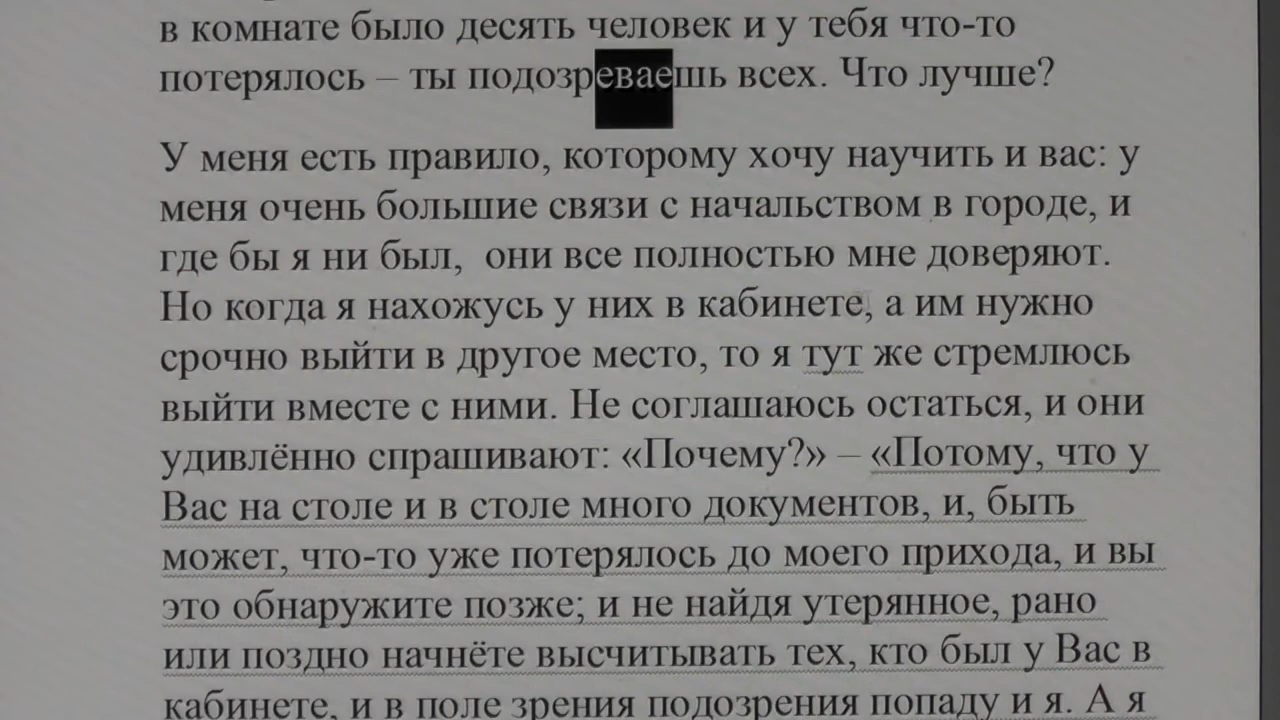 в комнате было десять человек и у тебя что-то
потерялось – ты подозреваешь всех. Что лучше?
У меня есть правило, которому хочу научить и вас: у
меня очень большие связи с начальством в городе, и
где бы я ни был,  они все полностью мне доверяют.
Но когда я нахожусь у них в кабинете, а им нужно
срочно выйти в другое место, то я тут же стремлюсь
выйти вместе с ними. Не соглашаюсь остаться, и они
удивлённо спрашивают: «Почему?» – «Потому, что у
Вас на столе и в столе много документов, и, быть
может, что-то уже потерялось до моего прихода, и вы
это обнаружите позже; и не найдя утерянное, рано
или поздно начнёте высчитывать тех, кто был у Вас в
кабинете, и в поле зрения подозрения попаду и я. А я